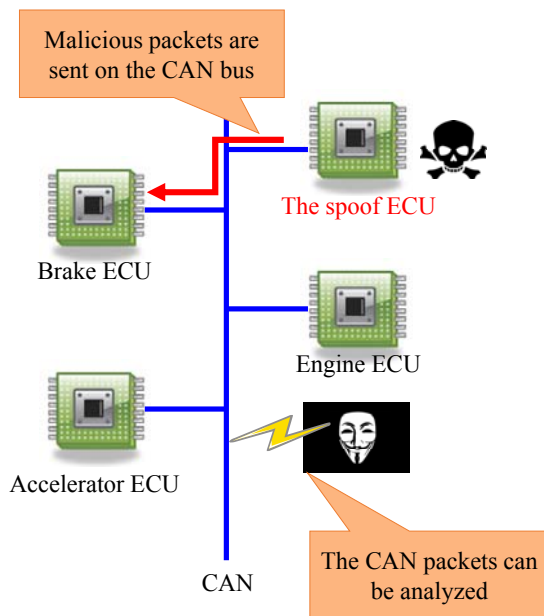 Malicious packets are
sent on the CAN bus
The spoof ECU
Brake ECU
Engine ECU
Accelerator ECU
The CAN packets can
be analyzed
CAN